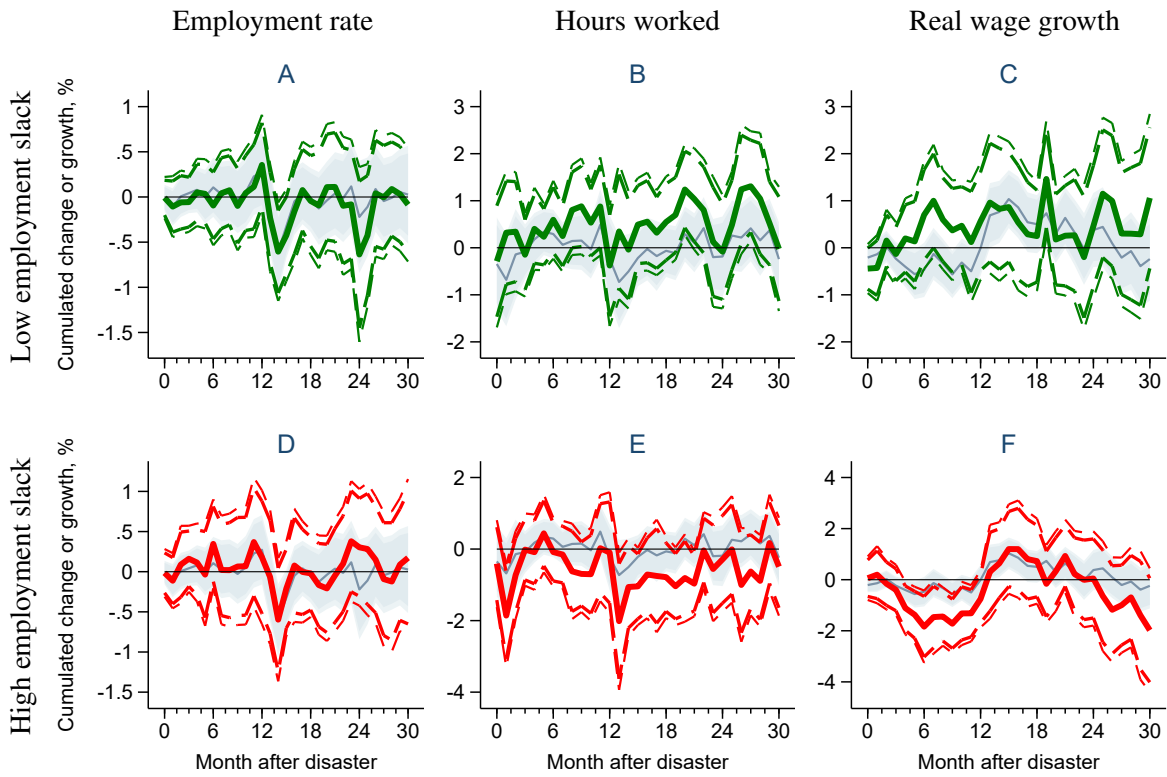 Employment rate Hours worked Real wage growth
Low employment slack
Cumulated change or growth, %
A
1
.5
0
-.5
-1
-1.5
0 6 12 18 24 30
B
3
2
1
0
-1
-2
0 6 12 18 24 30
C
3
2
1
0
-1
-2
0 6 12 18 24 30
High employment slack
Cumulated change or growth, %
D
1
.5
0
-.5
-1
-1.5
0 6 12 18 24 30
Month after disaster
E
2
0
-2
-4
0 6 12 18 24 30
Month after disaster
F
4
2
0
-2
-4
0 6 12 18 24 30
Month after disaster